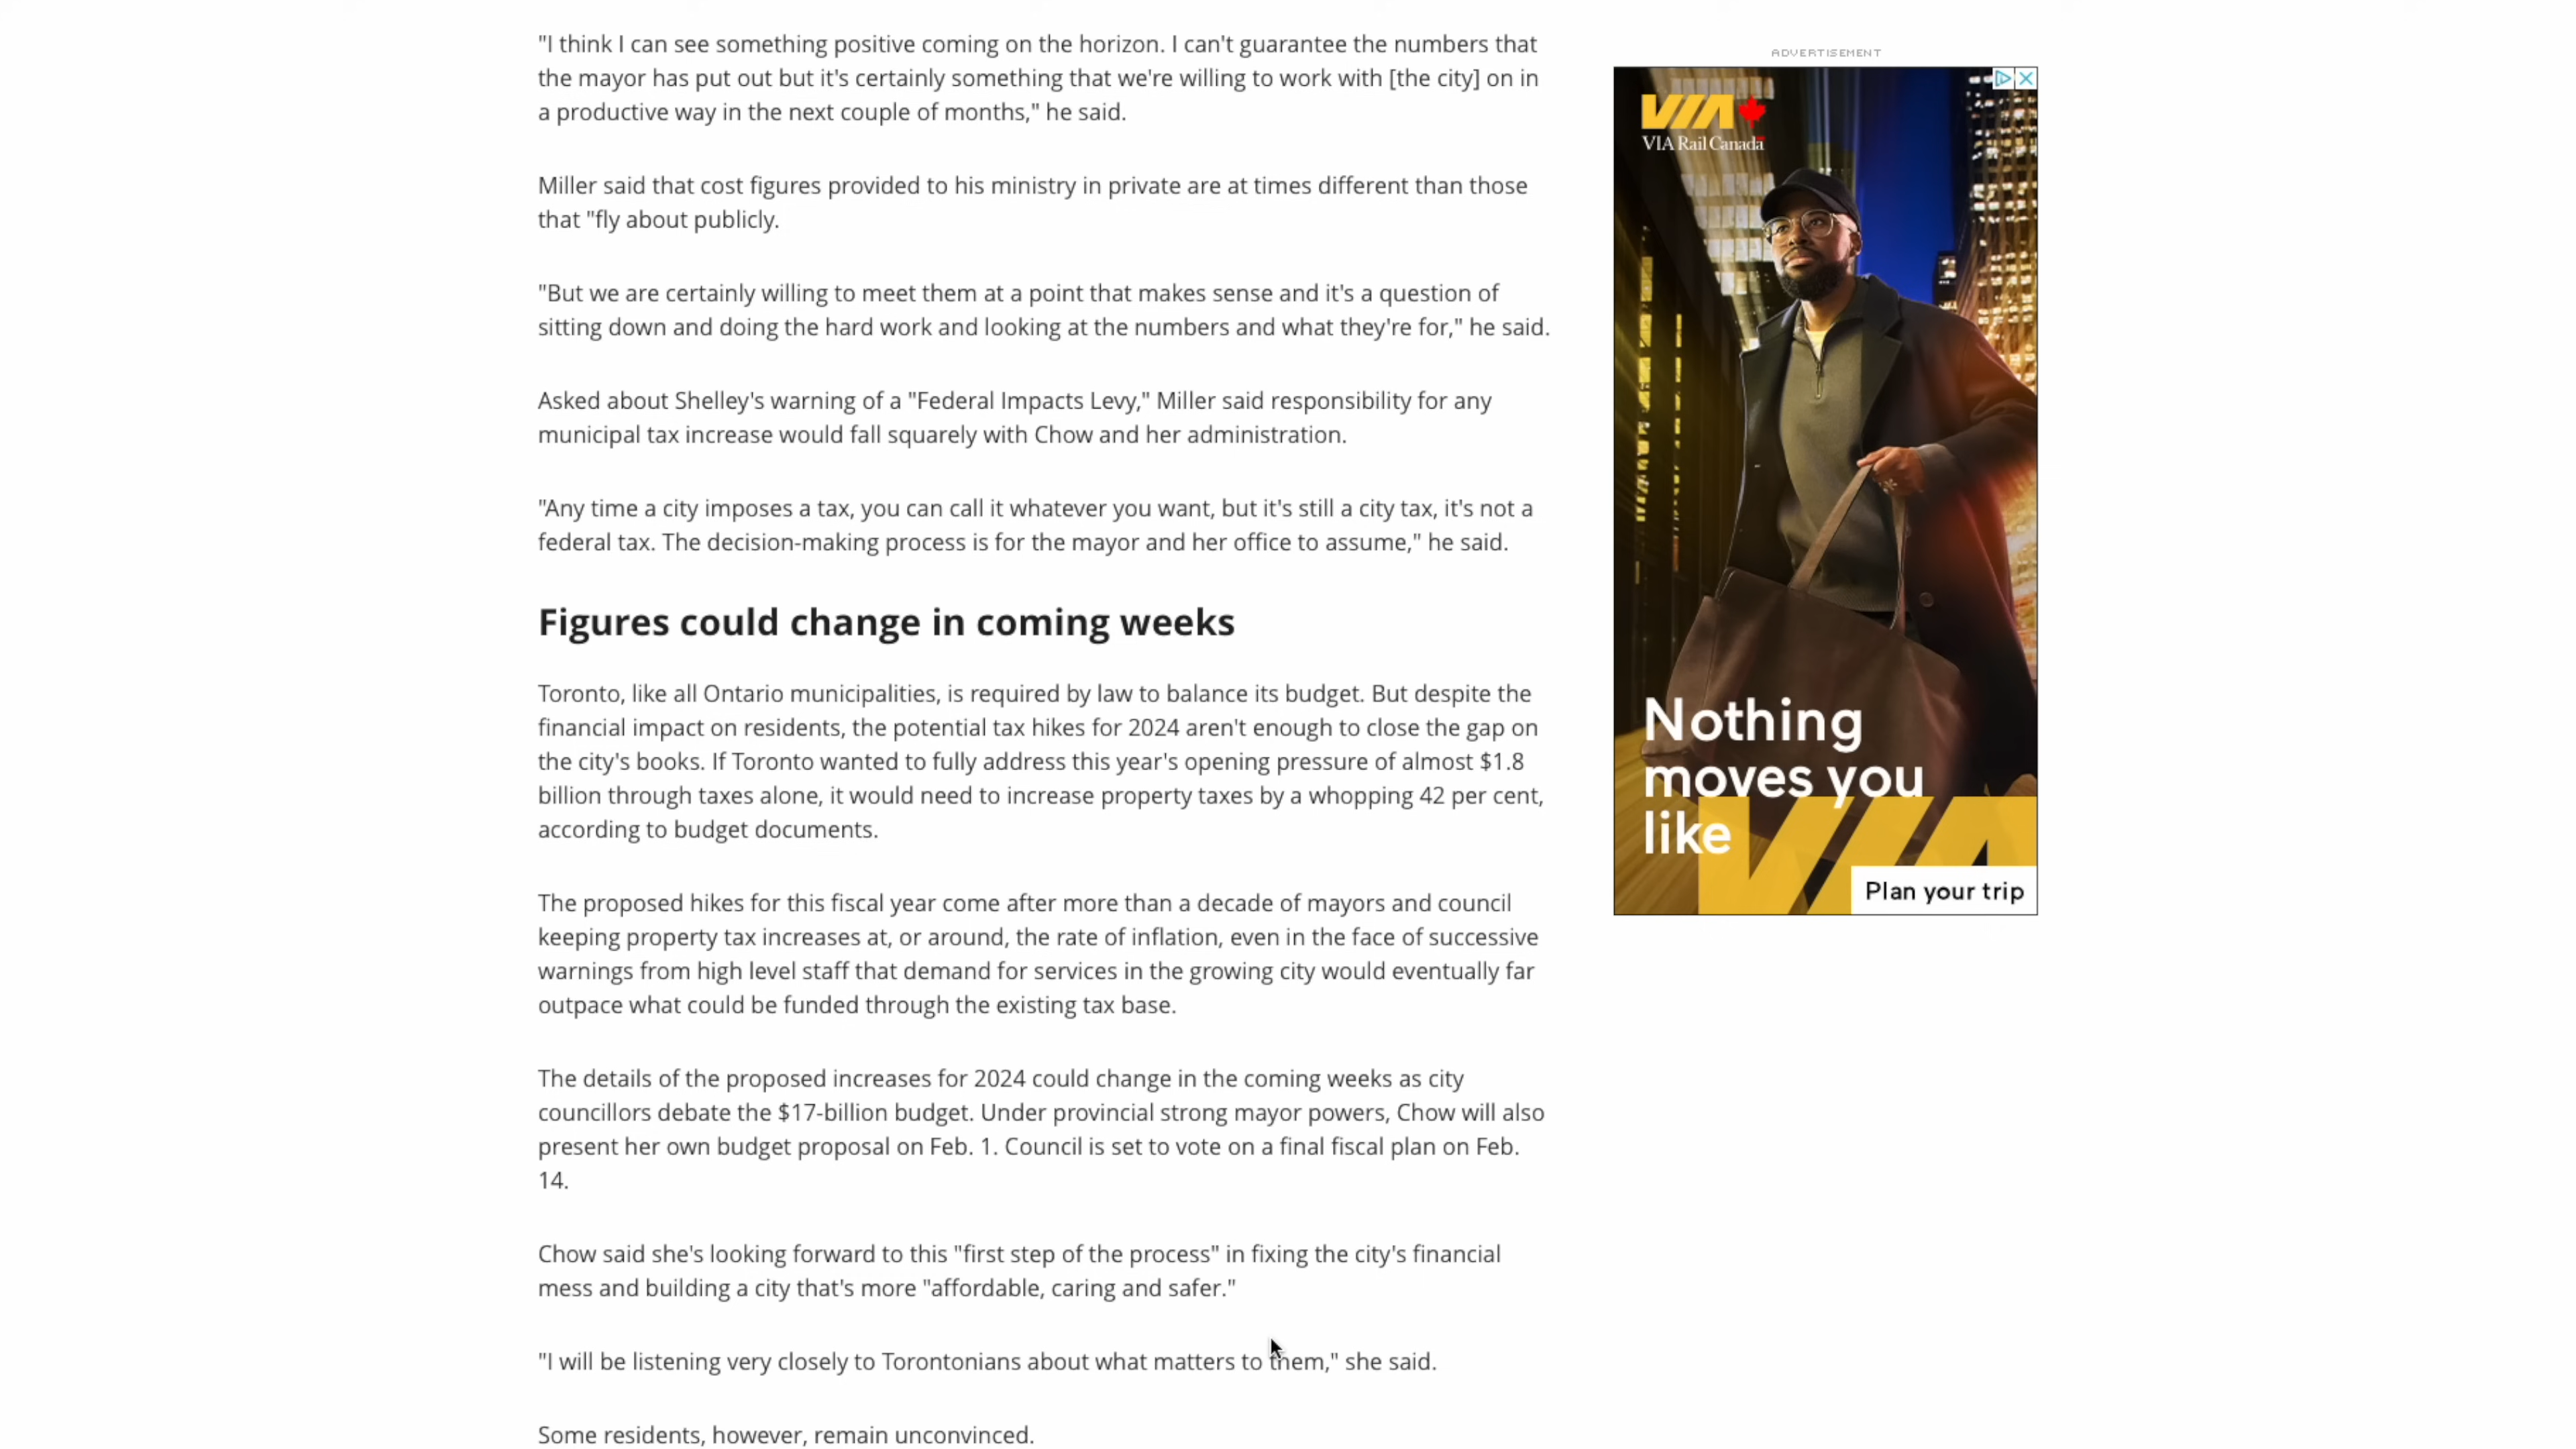 "I think I can see something positive coming on the horizon. I can't guarantee the numbers that
the mayor has put out but it's certainly something that we're willing to work with [the city] on in
a productive way in the next couple of months," he said.
Miller said that cost figures provided to his ministry in private are at times different than those
that "fly about publicly.
"But we are certainly willing to meet them at a point that makes sense and it's a question of
sitting down and doing the hard work and looking at the numbers and what they're for," he said.
Asked about Shelley's warning of a "Federal Impacts Levy," Miller said responsibility for any
municipal tax increase would fall squarely with Chow and her administration.
"Any time a city imposes a tax, you can call it whatever you want, but it's still a city tax, it's not a
federal tax. The decision-making process is for the mayor and her office to assume," he said.
Figures could change in coming weeks
Toronto, like all Ontario municipalities, is required by law to balance its budget. But despite the
financial impact on residents, the potential tax hikes for 2024 aren't enough to close the gap on
the city's books. If Toronto wanted to fully address this year's opening pressure of almost $1.8
billion through taxes alone, it would need to increase property taxes by a whopping 42 per cent,
according to budget documents.
The proposed hikes for this fiscal year come after more than a decade of mayors and council
keeping property tax increases at, or around, the rate of inflation, even in the face of successive
warnings from high level staff that demand for services in the growing city would eventually far
outpace what could be funded through the existing tax base.
The details of the proposed increases for 2024 could change in the coming weeks as city
councillors debate the $17-billion budget. Under provincial strong mayor powers, Chow will also
present her own budget proposal on Feb. 1. Council is set to vote on a final fiscal plan on Feb.
14.
Chow said she's looking forward to this "first step of the process" in fixing the city's financial
mess and building a city that's more "affordable, caring and safer."
"I will be listening very closely to Torontonians about what matters to them," she said.
Some residents, however, remain unconvinced.
ADVERTISEMENT
VIA
VIA Rail Canada
Nothing
moves you
like
VIA
Plan your trip